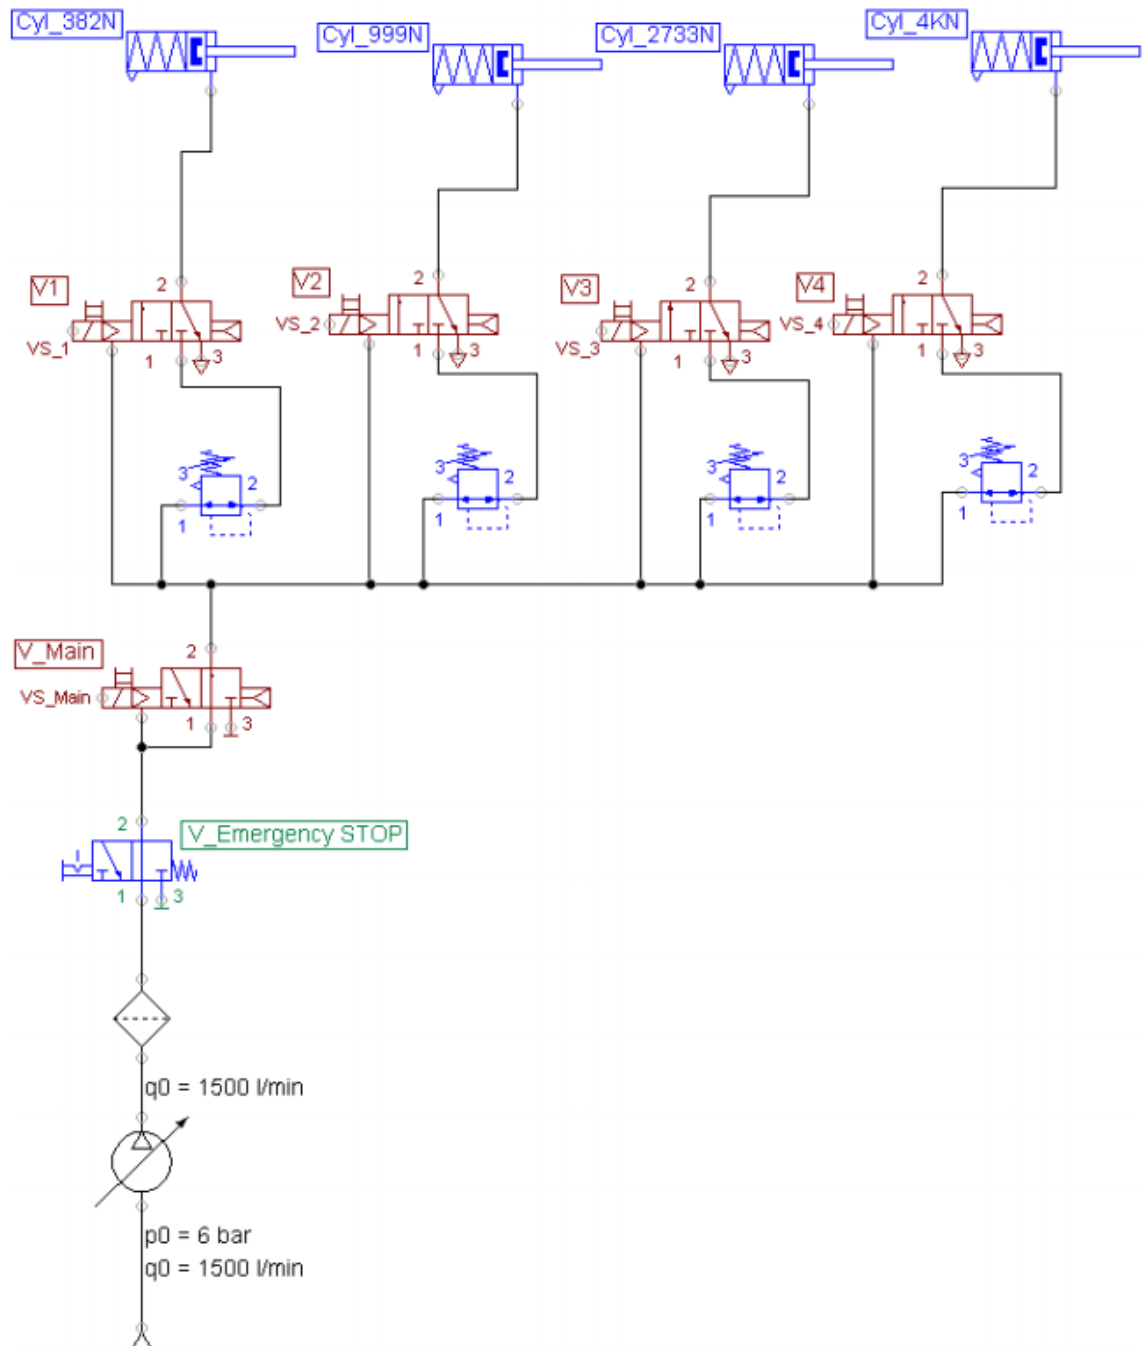 Cyl_382N
Cyl_999N
Cyl_2733N
Cyl_4KN
V1
2
VS_1
1
3
V2
2
VS_2
1
3
V3
2
VS_3
1
3
V4
2
VS_4
1
3
3
2
1
3
2
1
3
2
1
3
2
1
V_Main
2
VS_Main
1
3
2
V_Emergency STOP
1
3
q0 = 1500 l/min
p0 = 6 bar
q0 = 1500 l/min